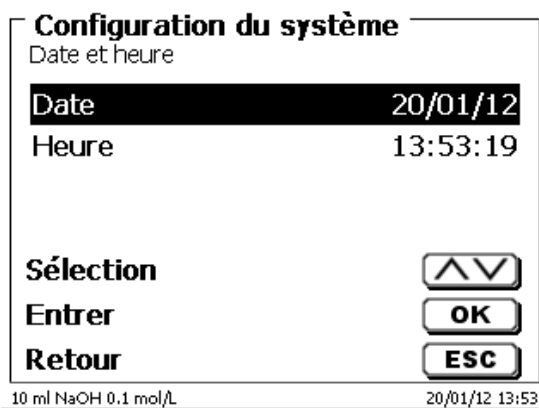 Configuration du système
Date et heure
Date 20/01/12
Heure 13:53:19
Sélection
Entrer OK
Retour ESC
10 ml NaOH 0.1 mol/L 20/01/12 13:53